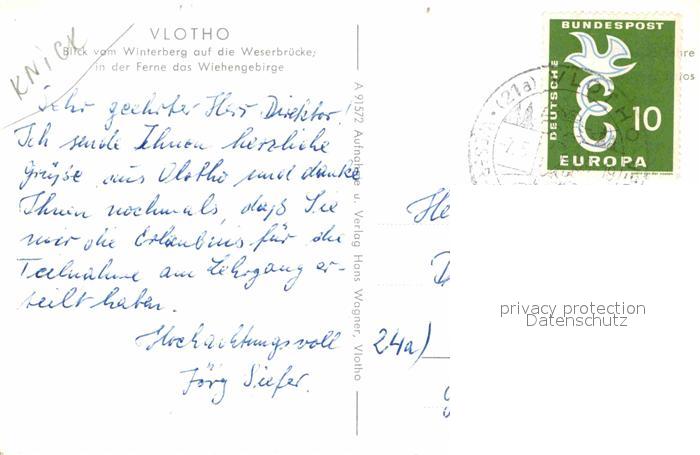 KNICK
VLOTHO
Blick vom Winterberg auf die Weserbrücke;
in der Ferne das Wiehengebirge
Sehr geehrter Herr Direktor!
Ich sende Ihnen herzliche
Grüße aus Vlotho und danke
Ihnen nochmals, daß Sie
mir die Erlaubnis für die
Teilnahme am Lehrgang er-
teilt haben.
Hochachtungsvoll
Jörg Siefer.
A 91572 Aufnahme u. Verlag Hans Wagner, Vlotho
DEUTSCHE
BUNDESPOST
10
EUROPA
(21a) VLOTHO
He
D
24a)
privacy protection
Datenschutz